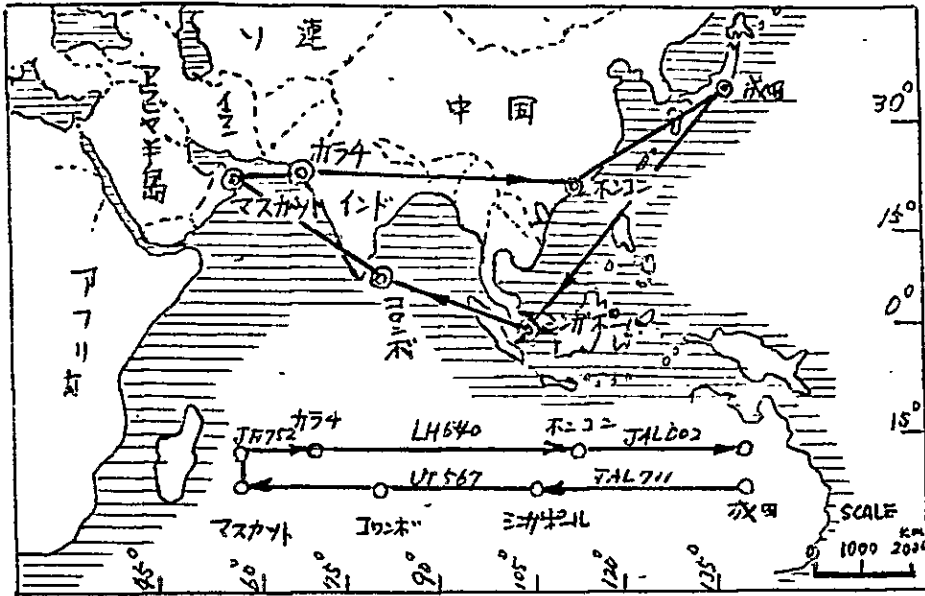 ソ連
中国
成田
30°
アラビヤ半島
イラン
カラチ
ホンコン
マスカット
インド
15°
コロンボ
シンガポール
0°
アフリカ
15°
カラチ
LH640
ホンコン
UT567
JAL711
マスカット
コロンボ
シンガポール
成田
SCALE
KM
0 1000 2000
45° 60° 75° 90° 105° 120° 135°